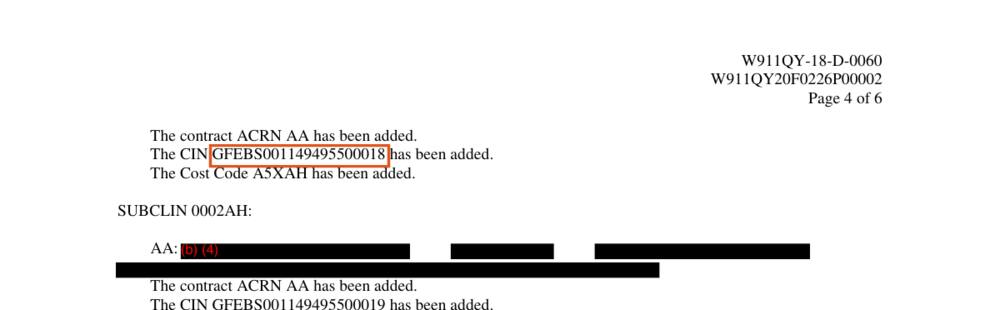 W911QY-18-D-0060
W911QY20F0226P00002
Page 4 of 6
The contract ACRN AA has been added.
The CIN GFEBS001149495500018 has been added.
The Cost Code A5XAH has been added.
SUBCLIN 0002AH:
AA: (b) (4)
The contract ACRN AA has been added.
The CIN GFEBS001149495500019 has been added.